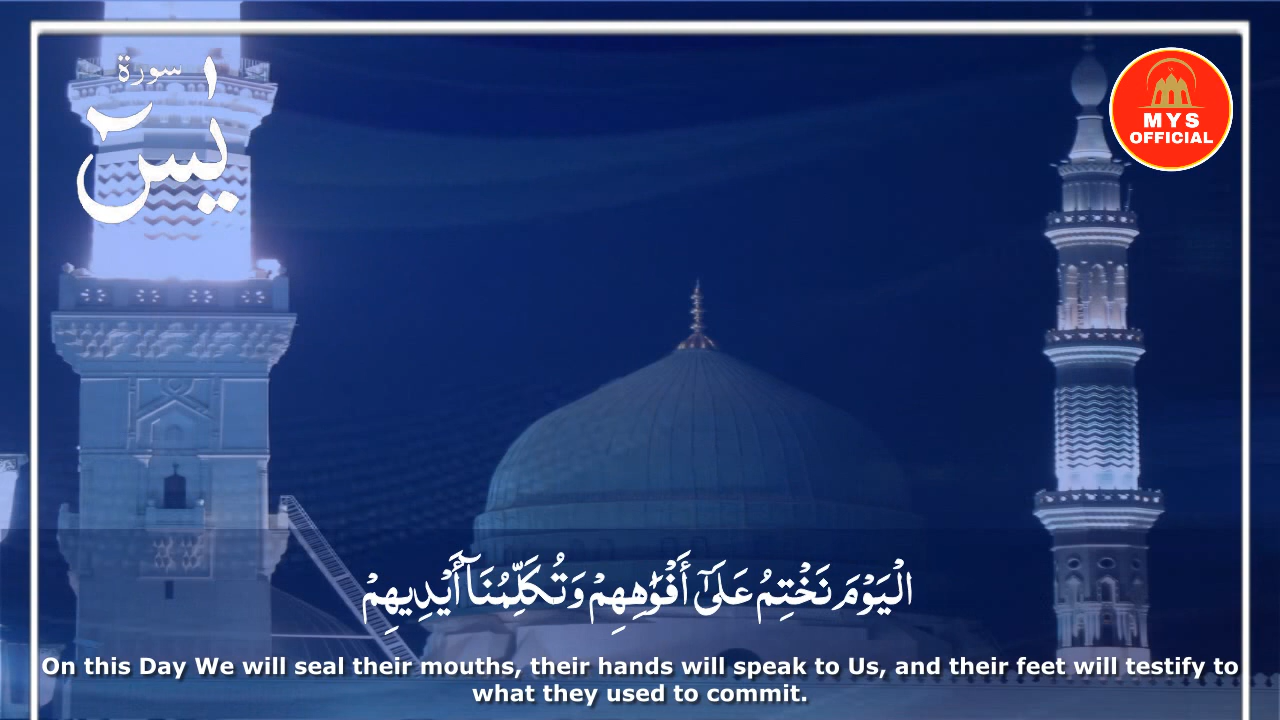 سورة
يٰسٓ
MYS
OFFICIAL
الْيَوْمَ نَخْتِمُ عَلَىٰٓ أَفْوَٰهِهِمْ وَتُكَلِّمُنَآ أَيْدِيهِمْ
On this Day We will seal their mouths, their hands will speak to Us, and their feet will testify to
what they used to commit.